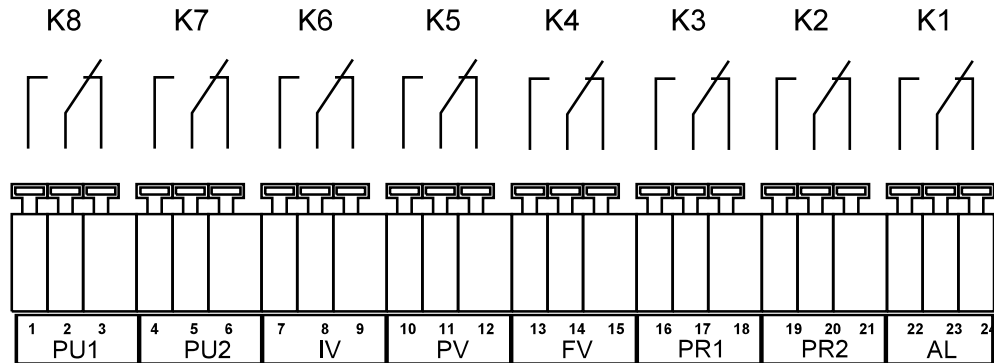 K8 K7 K6 K5 K4 K3 K2 K1
1 2 3 4 5 6 7 8 9 10 11 12 13 14 15 16 17 18 19 20 21 22 23 24
PU1 PU2 IV PV FV PR1 PR2 AL